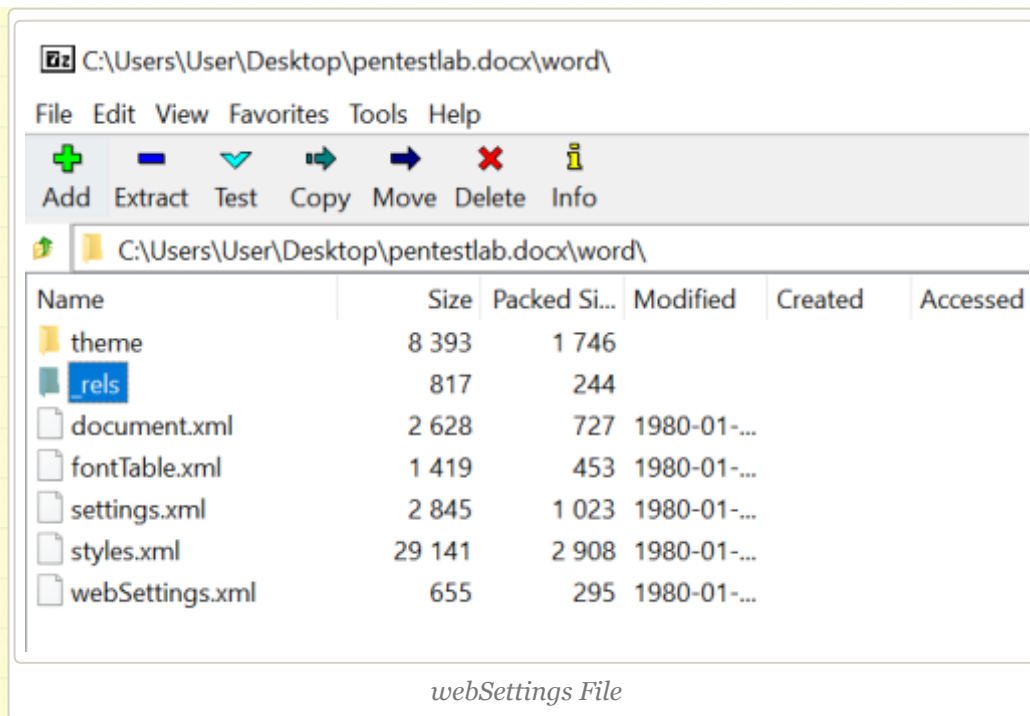 7z C:\Users\User\Desktop\pentestlab.docx\word\
File Edit View Favorites Tools Help
Add Extract Test Copy Move Delete Info
C:\Users\User\Desktop\pentestlab.docx\word\
Name Size Packed Si... Modified Created Accessed
theme 8 393 1 746
_rels 817 244
document.xml 2 628 727 1980-01-...
fontTable.xml 1 419 453 1980-01-...
settings.xml 2 845 1 023 1980-01-...
styles.xml 29 141 2 908 1980-01-...
webSettings.xml 655 295 1980-01-...
webSettings File